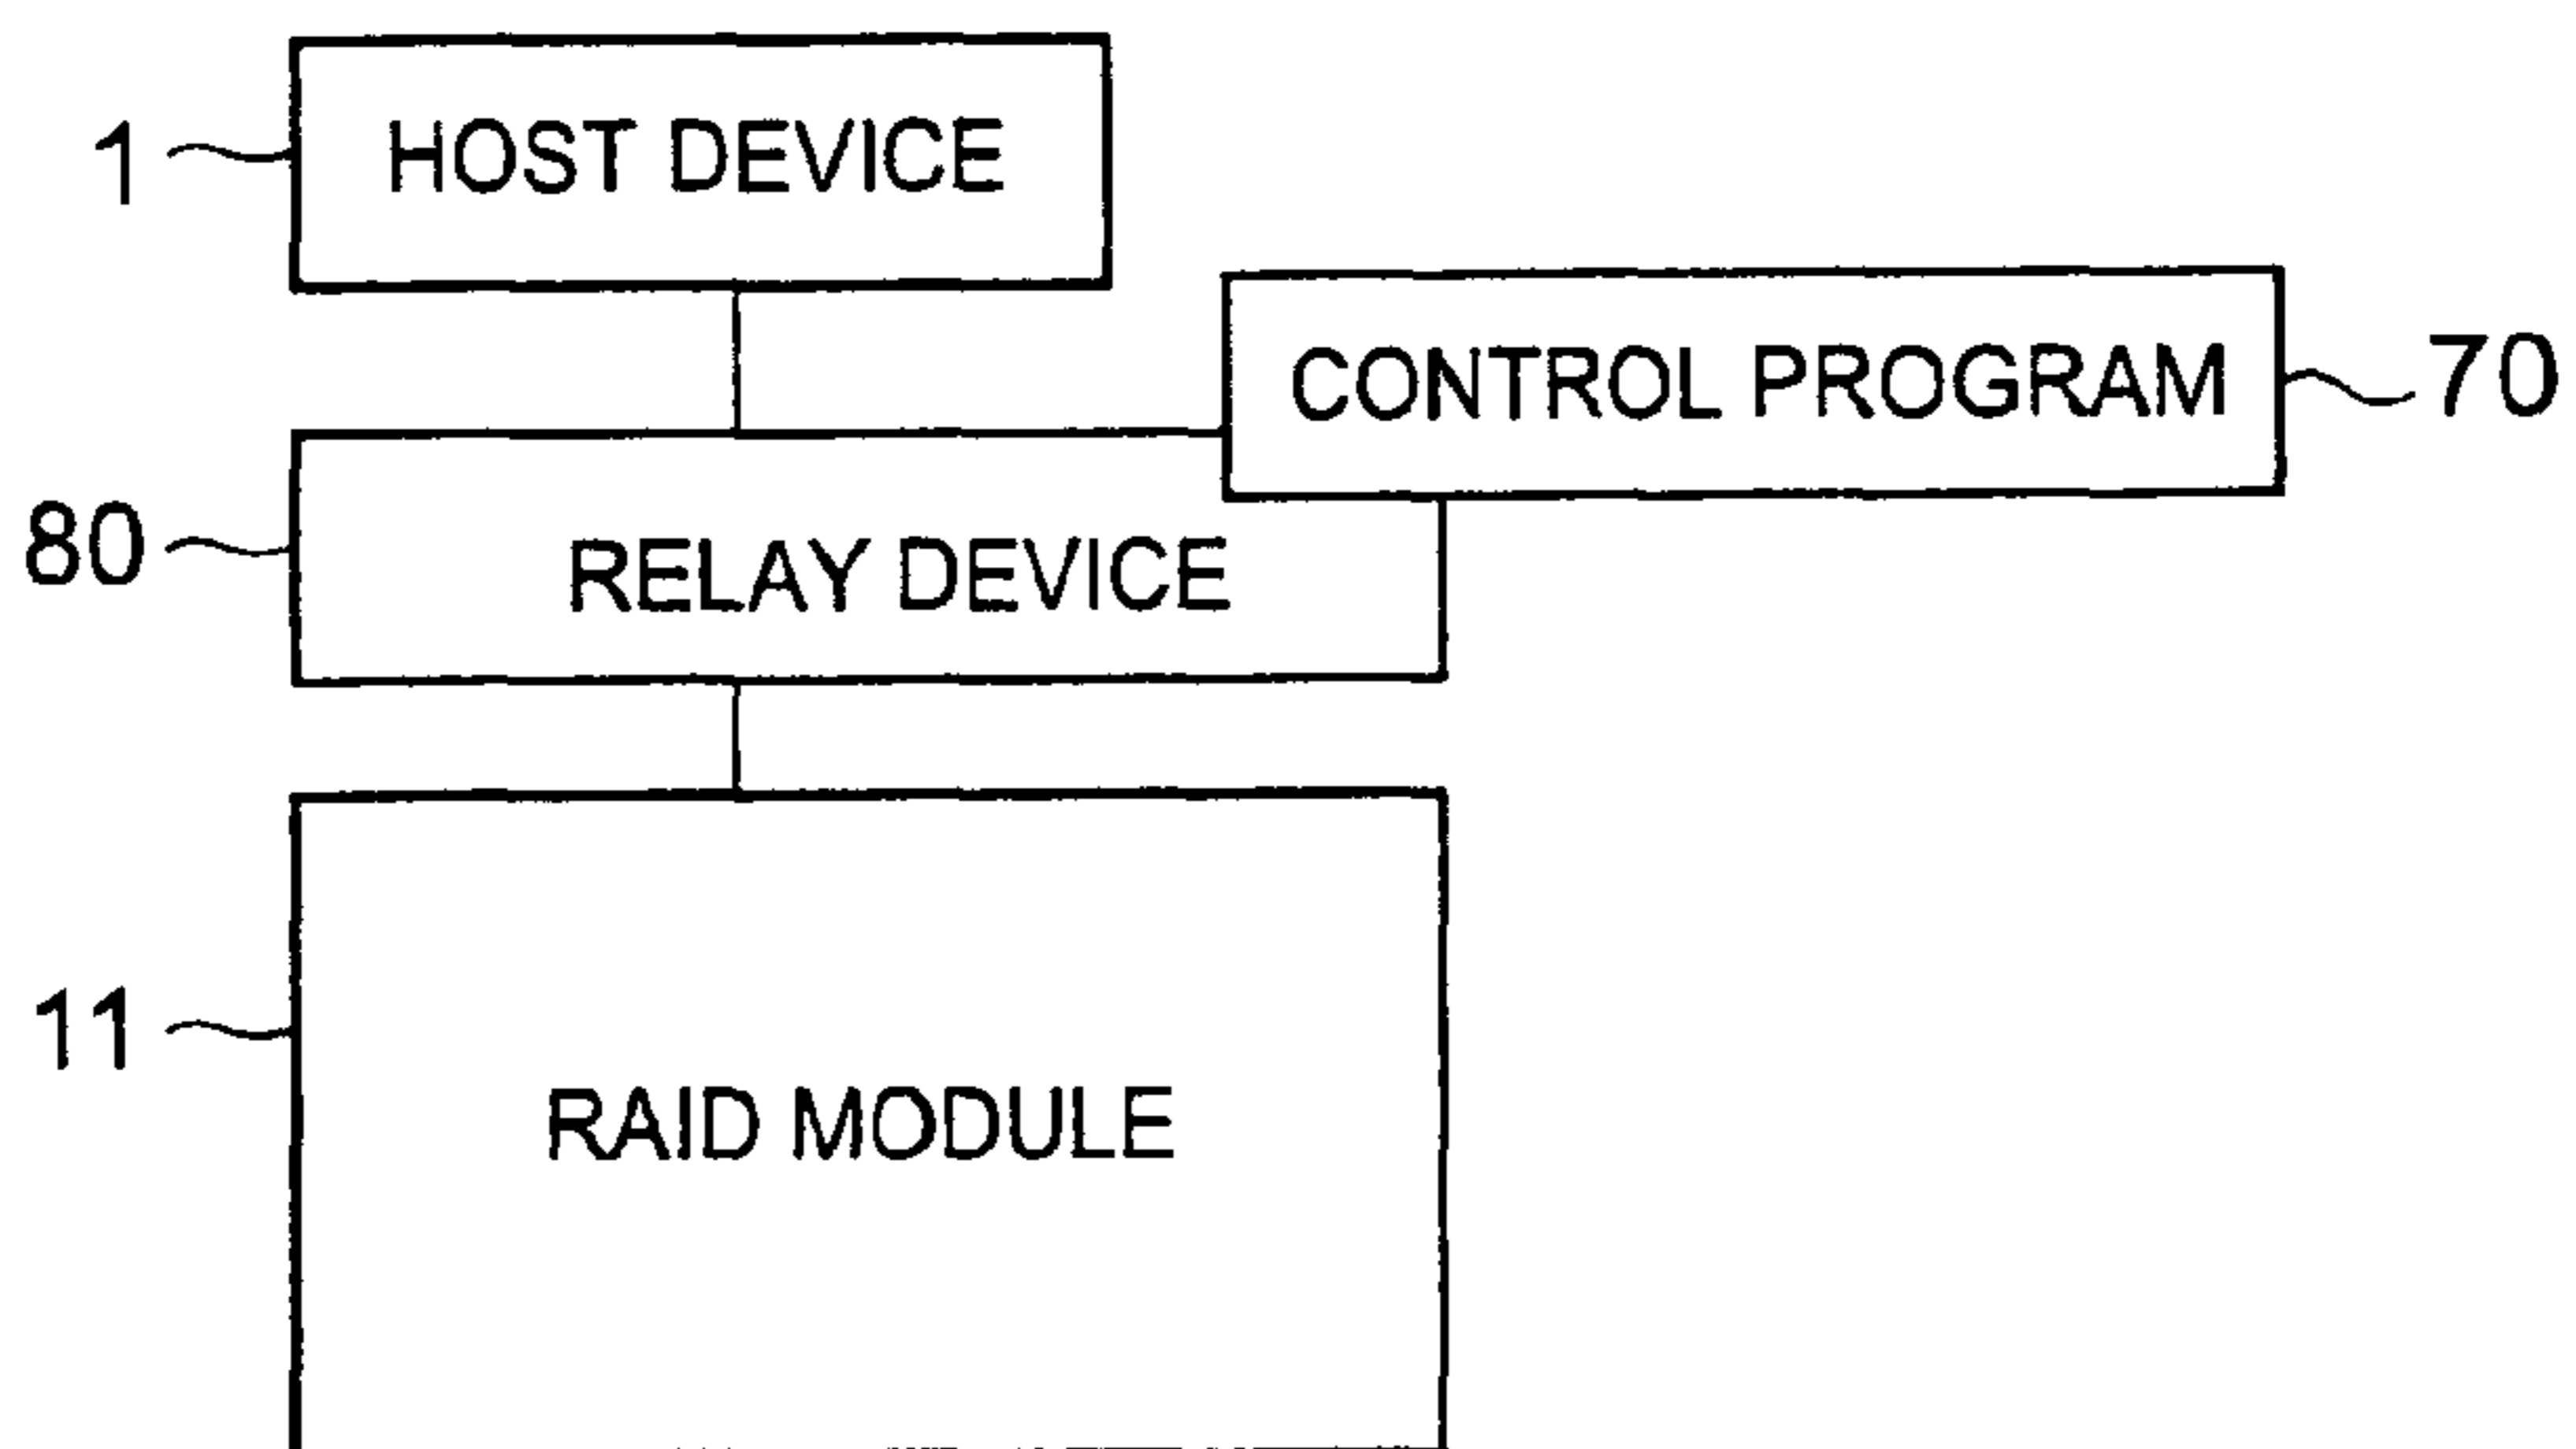 1
HOST DEVICE
CONTROL PROGRAM
70
80
RELAY DEVICE
11
RAID MODULE